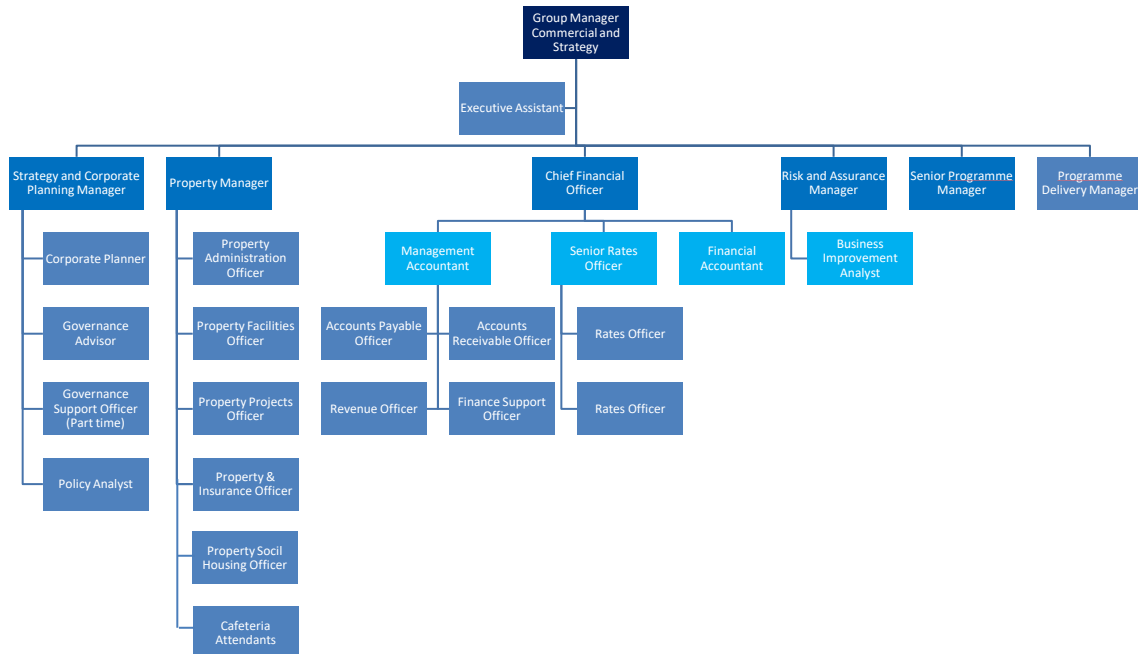 Group Manager
Commercial and
Strategy
Executive Assistant
Strategy and Corporate
Planning Manager
Property Manager
Chief Financial
Officer
Risk and Assurance
Manager
Senior Programme
Manager
Programme
Delivery Manager
Corporate Planner
Property
Administration
Officer
Management
Accountant
Senior Rates
Officer
Financial
Accountant
Business
Improvement
Analyst
Governance
Advisor
Property Facilities
Officer
Accounts Payable
Officer
Accounts
Receivable Officer
Rates Officer
Governance
Support Officer
(Part time)
Property Projects
Officer
Revenue Officer
Finance Support
Officer
Rates Officer
Policy Analyst
Property &
Insurance Officer
Property Socil
Housing Officer
Cafeteria
Attendants